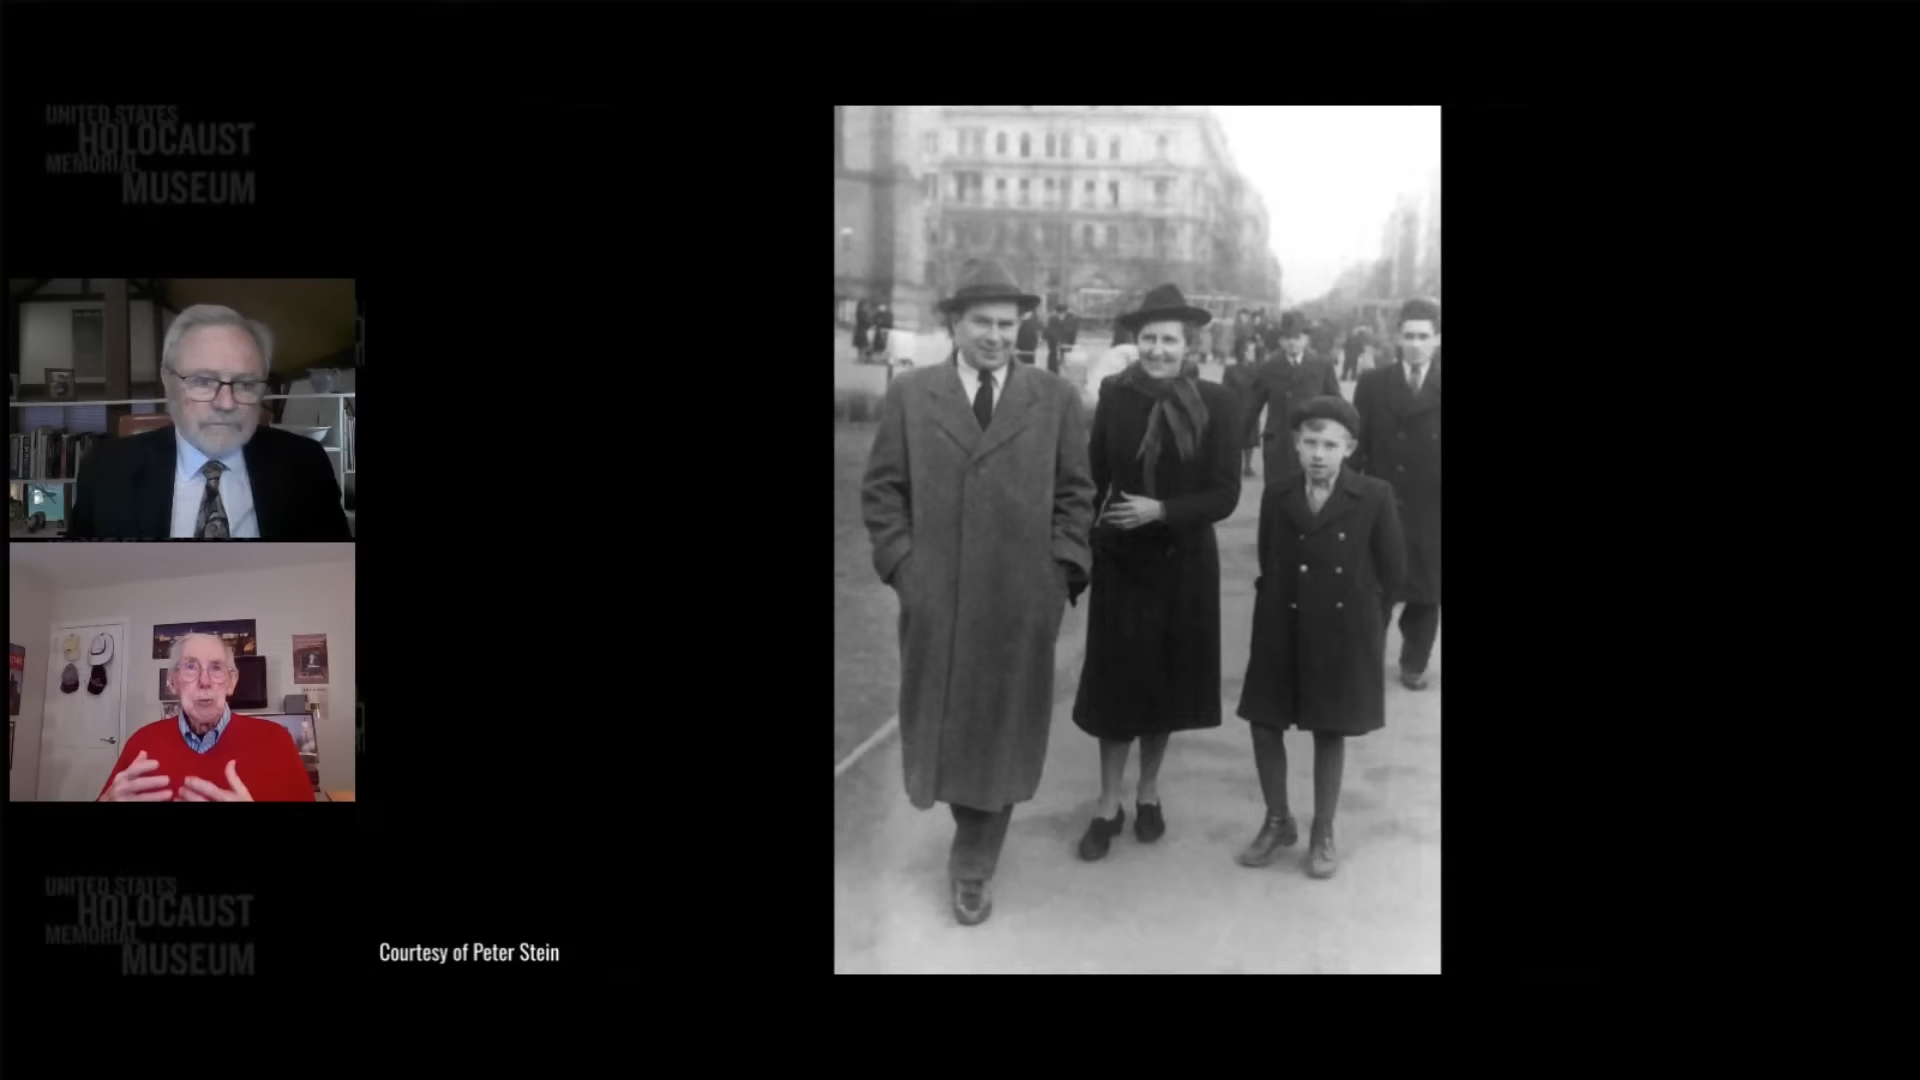 UNITED STATES
HOLOCAUST
MEMORIAL
MUSEUM
UNITED STATES
HOLOCAUST
MEMORIAL
MUSEUM
Courtesy of Peter Stein